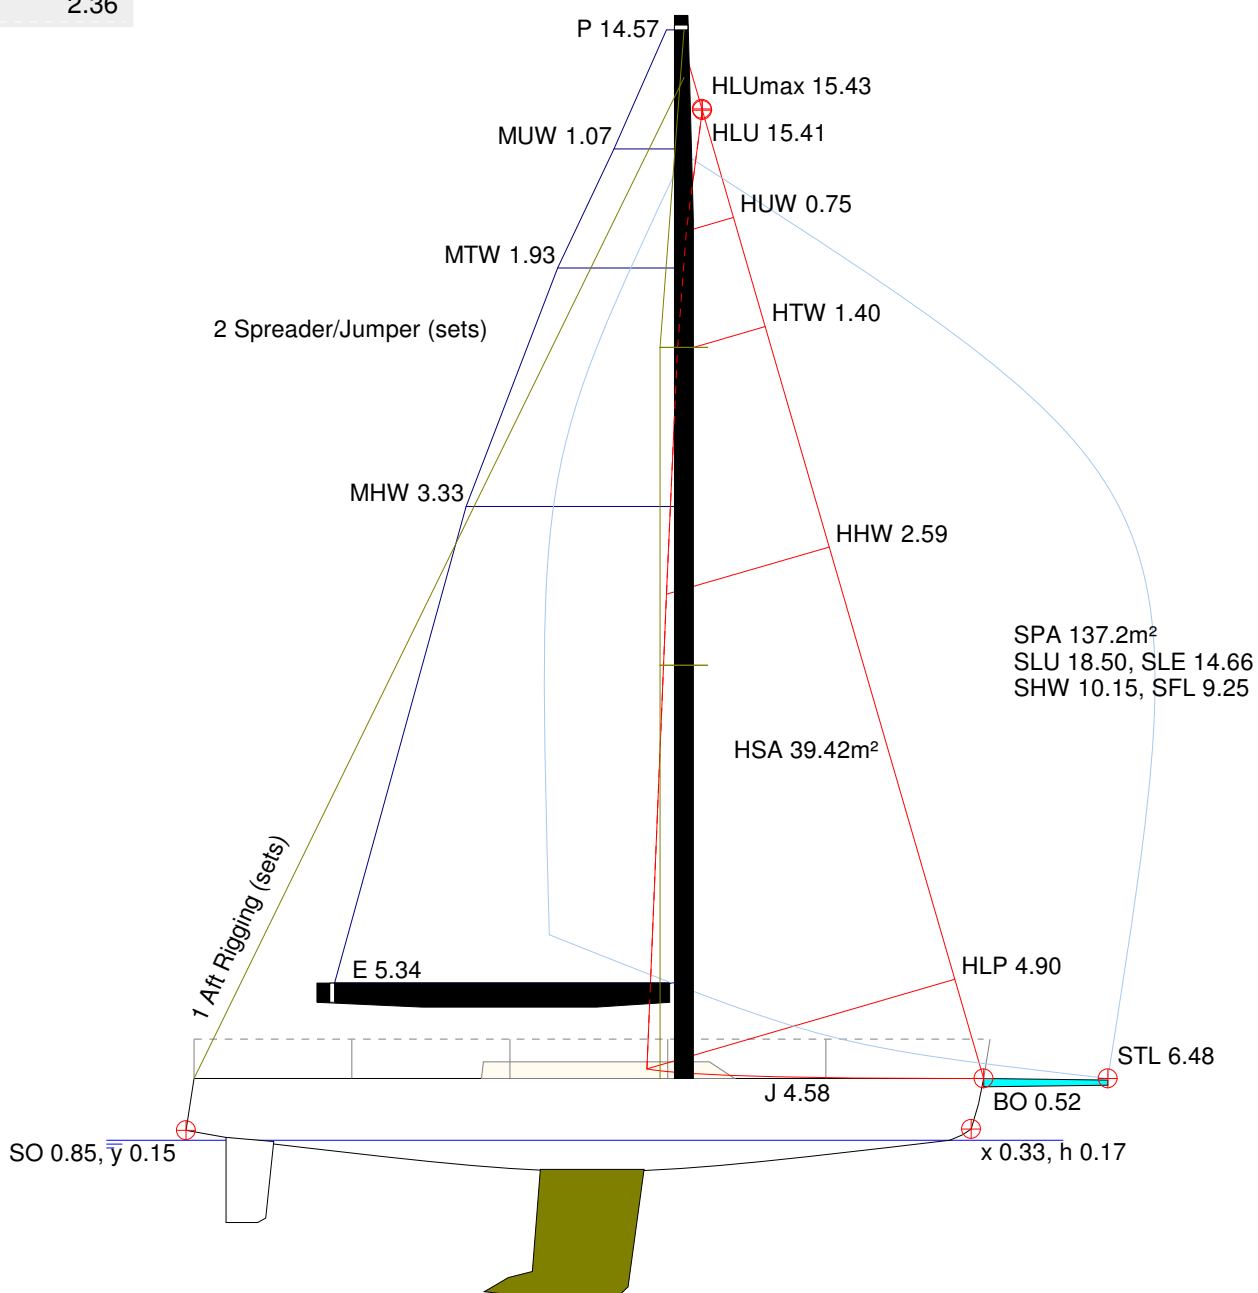 2.36
P 14.57
HLUmax 15.43
MUW 1.07
HLU 15.41
HUW 0.75
MTW 1.93
HTW 1.40
2 Spreader/Jumper (sets)
MHW 3.33
HHW 2.59
SPA 137.2m²
SLU 18.50, SLE 14.66
SHW 10.15, SFL 9.25
HSA 39.42m²
1 Aft Rigging (sets)
E 5.34
HLP 4.90
STL 6.48
J 4.58
BO 0.52
SO 0.85, y 0.15
x 0.33, h 0.17